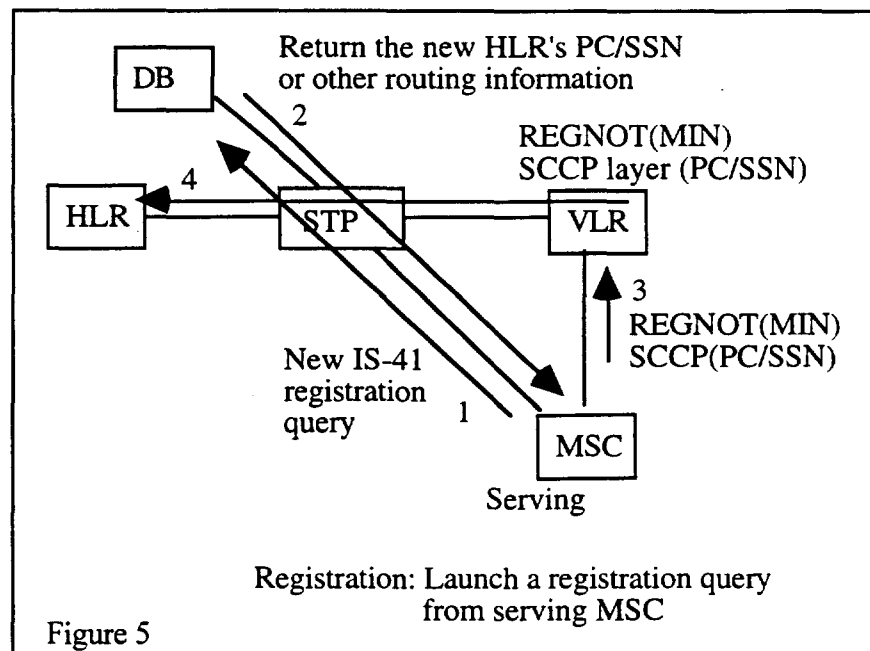 Return the new HLR's PC/SSN
or other routing information
DB
2
REGNOT(MIN)
SCCP layer (PC/SSN)
4
HLR
STP
VLR
3
REGNOT(MIN)
SCCP(PC/SSN)
New IS-41
registration
query
1
MSC
Serving
Registration: Launch a registration query
from serving MSC
Figure 5